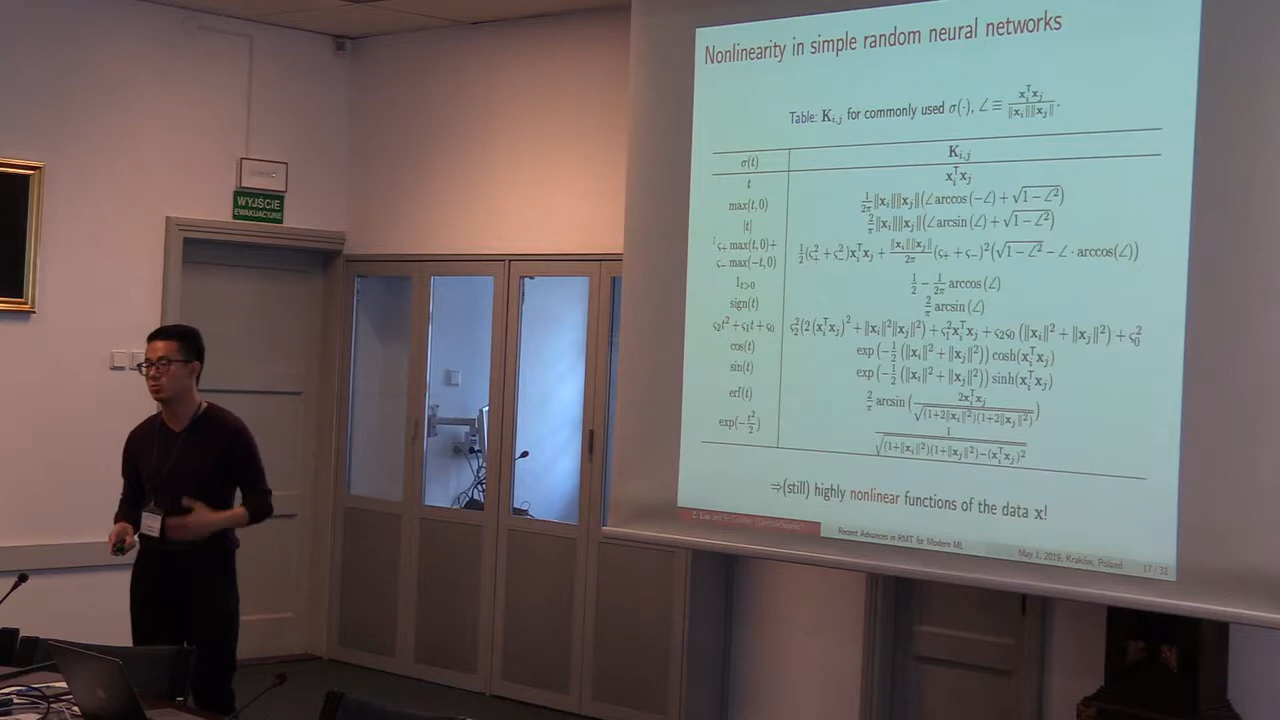 Nonlinearity in simple random neural networks
Table: K_{i,j} for commonly used σ(·), ∠ ≡ x_i^T x_j / ‖x_i‖‖x_j‖.
σ(t) K_{i,j}
t x_i^T x_j
max(t, 0) 1/2π ‖x_i‖‖x_j‖(∠ arccos(−∠) + √(1−∠²))
|t| 2/π ‖x_i‖‖x_j‖(∠ arcsin(∠) + √(1−∠²))
ς₊ max(t, 0)+ ς₋ max(−t, 0) 1/2(ς₊² + ς₋²)x_i^T x_j + ‖x_i‖‖x_j‖/2π (ς₊ + ς₋)²(√(1−∠²) − ∠ · arccos(∠))
1_{t>0} 1/2 − 1/2π arccos(∠)
sign(t) 2/π arcsin(∠)
ς₂t² + ς₁t + ς₀ ς₂²(2(x_i^T x_j)² + ‖x_i‖²‖x_j‖²) + ς₁² x_i^T x_j + ς₂ς₀(‖x_i‖² + ‖x_j‖²) + ς₀²
cos(t) exp(−1/2(‖x_i‖² + ‖x_j‖²)) cosh(x_i^T x_j)
sin(t) exp(−1/2(‖x_i‖² + ‖x_j‖²)) sinh(x_i^T x_j)
erf(t) 2/π arcsin(2x_i^T x_j / √((1+2‖x_i‖²)(1+2‖x_j‖²)))
exp(−t²/2) 1 / √((1+‖x_i‖²)(1+‖x_j‖²)−(x_i^T x_j)²)
⇒(still) highly nonlinear functions of the data x!
Recent Advances in RMT for Modern ML
May 1, 2019, Kraków, Poland 17 / 31
WYJŚCIE
EWAKUACYJNE